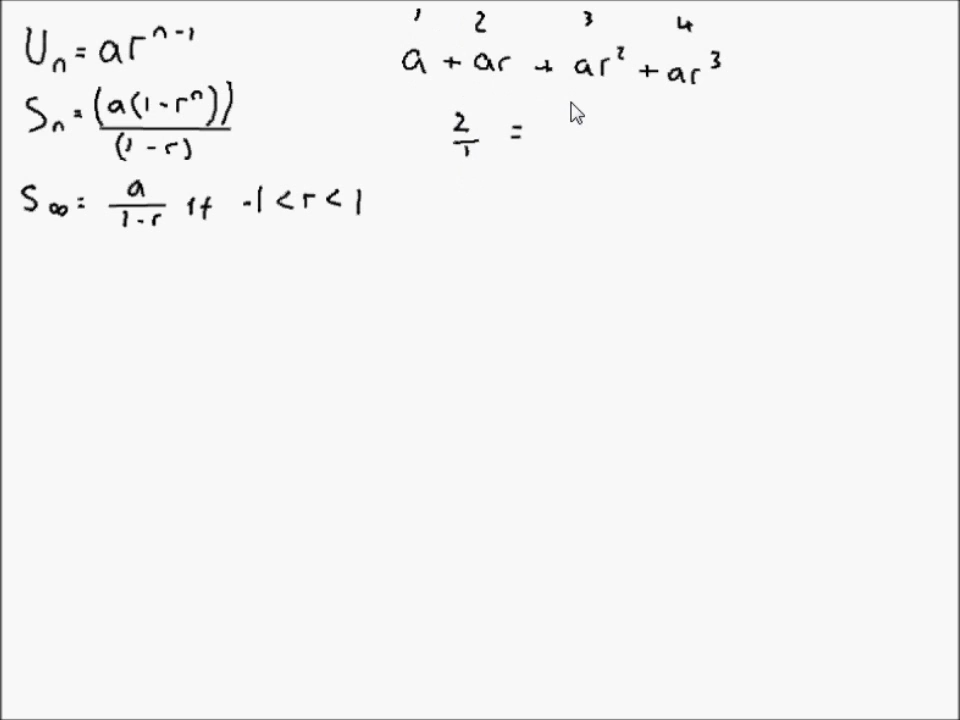 Uₙ = arⁿ⁻¹
Sₙ = (a(1 - rⁿ)) / (1 - r)
S∞ = a / 1 - r if -1 < r < 1
1 2 3 4
a + ar + ar² + ar³
2/1 =